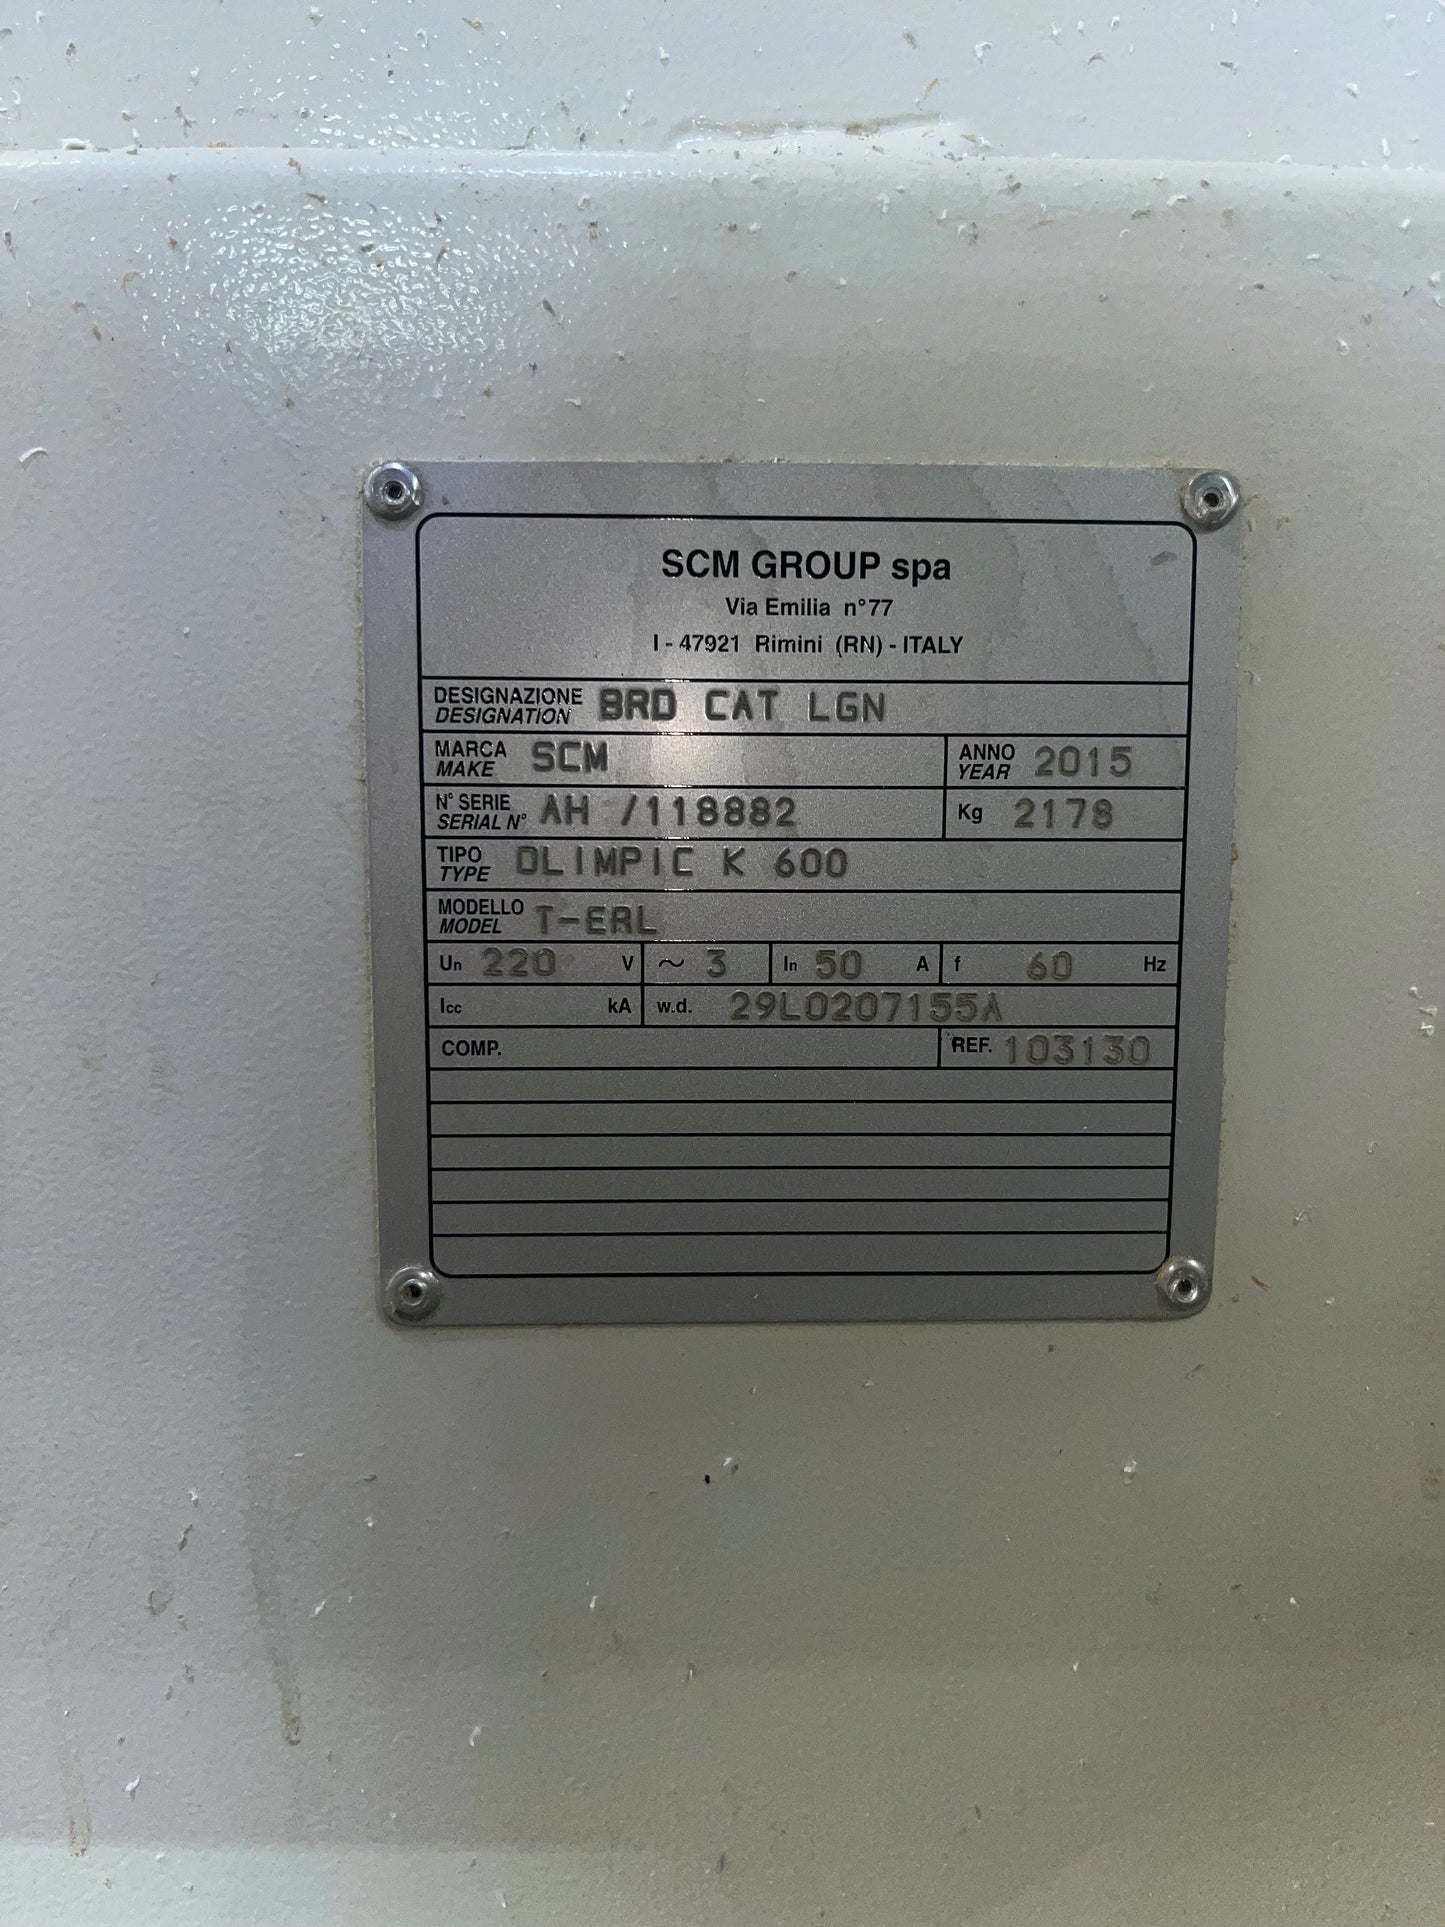 SCM GROUP spa
Via Emilia n°77
I - 47921 Rimini (RN) - ITALY
DESIGNAZIONE
DESIGNATION BRD CAT LGN
MARCA
MAKE SCM
ANNO
YEAR 2015
N° SERIE
SERIAL N° AH /118882
Kg 2178
TIPO
TYPE OLIMPIC K 600
MODELLO
MODEL T-ERL
Un 220 V ~ 3 In 50 A f 60 Hz
Icc kA w.d. 29L0207155A
COMP. REF. 103130